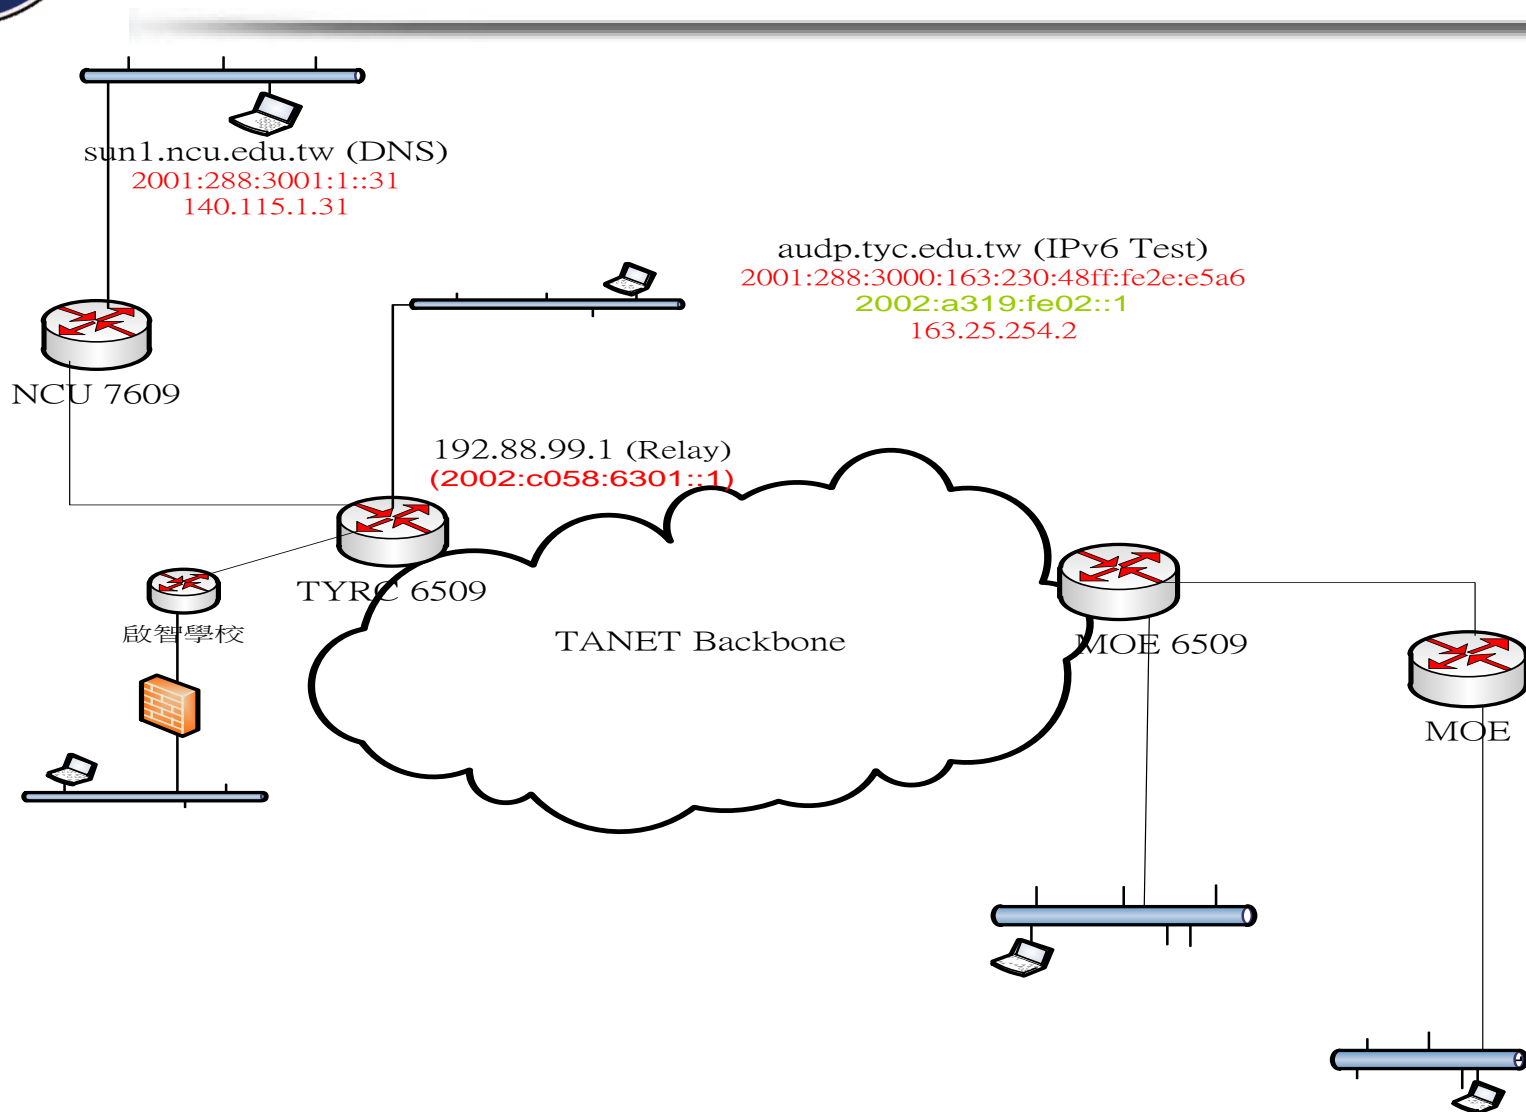 sun1.ncu.edu.tw (DNS)
2001:288:3001:1::31
140.115.1.31
audp.tyc.edu.tw (IPv6 Test)
2001:288:3000:163:230:48ff:fe2e:e5a6
2002:a319:fe02::1
163.25.254.2
NCU 7609
192.88.99.1 (Relay)
(2002:c058:6301::1)
TYRC 6509
啟智學校
TANET Backbone
MOE 6509
MOE